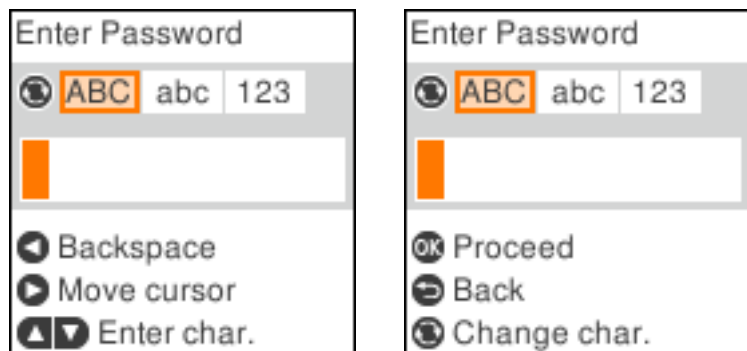 Enter Password
ABC abc 123
Backspace
Move cursor
Enter char.
Enter Password
ABC abc 123
OK Proceed
Back
Change char.